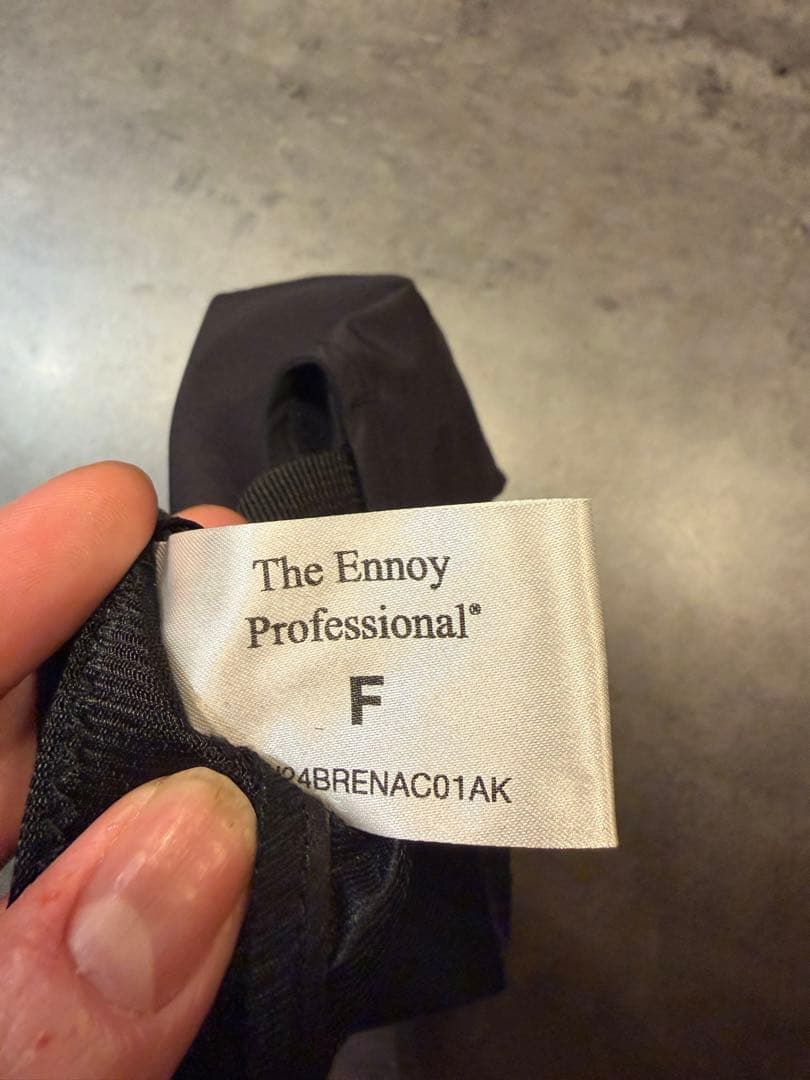 The Ennoy
Professional®
F
24BRENAC01AK